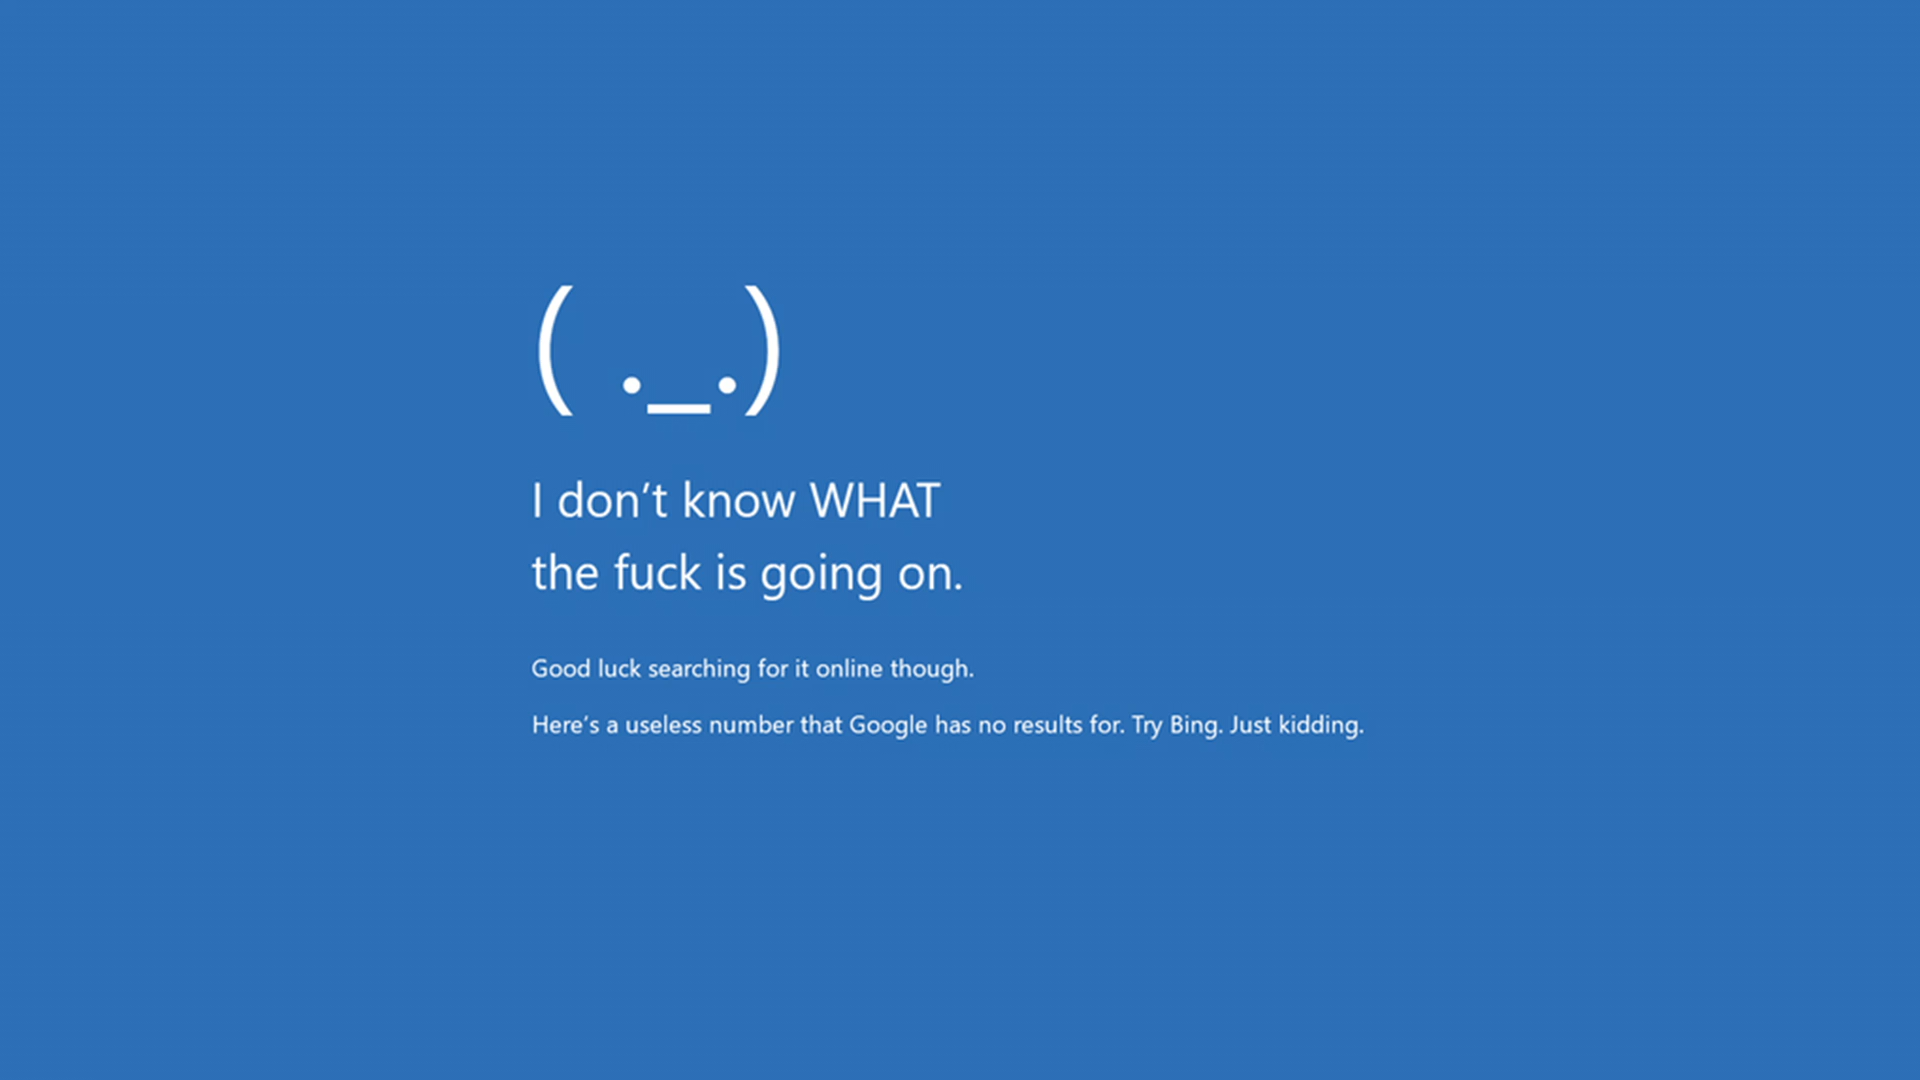 ( ._.)
I don’t know WHAT
the fuck is going on.
Good luck searching for it online though.
Here’s a useless number that Google has no results for. Try Bing. Just kidding.